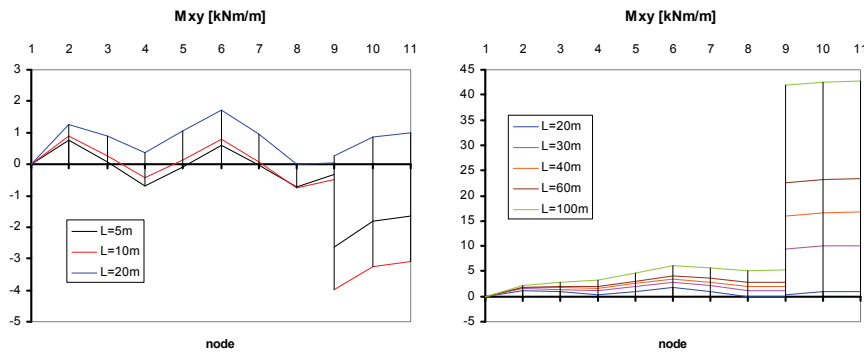 Mxy [kNm/m]
1 2 3 4 5 6 7 8 9 10 11
3
2
1
0
-1
-2
-3
-4
-5
L=5m
L=10m
L=20m
node
Mxy [kNm/m]
1 2 3 4 5 6 7 8 9 10 11
45
40
35
30
25
20
15
10
5
0
-5
L=20m
L=30m
L=40m
L=60m
L=100m
node